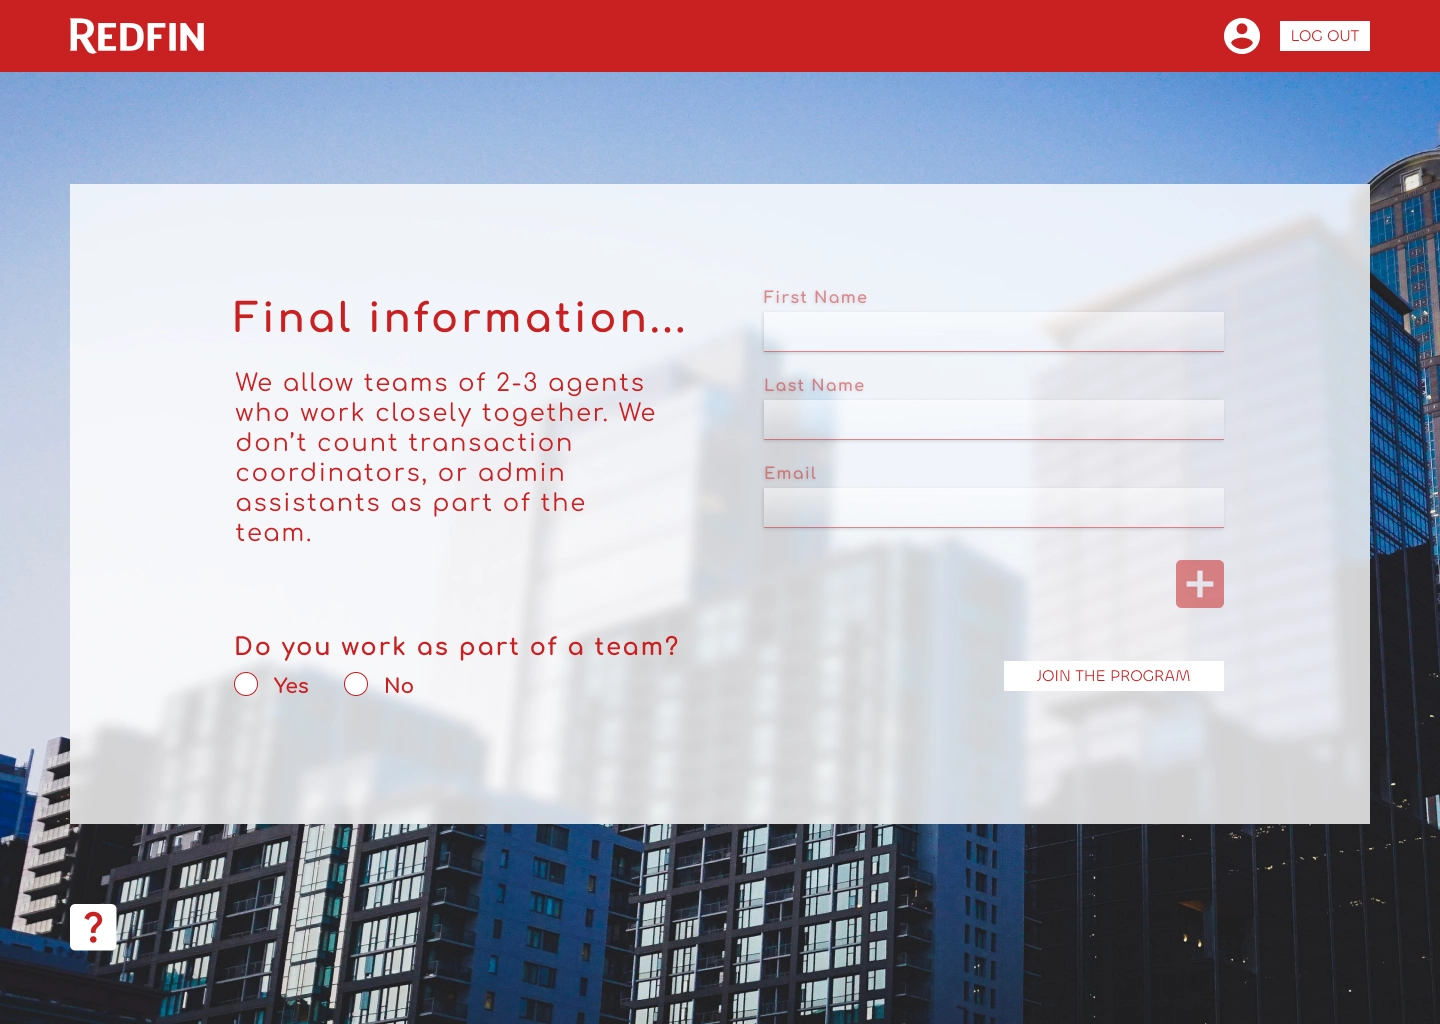 REDFIN
LOG OUT
Final information...
We allow teams of 2-3 agents
who work closely together. We
don’t count transaction
coordinators, or admin
assistants as part of the
team.
Do you work as part of a team?
Yes No
First Name
Last Name
Email
+
JOIN THE PROGRAM
?